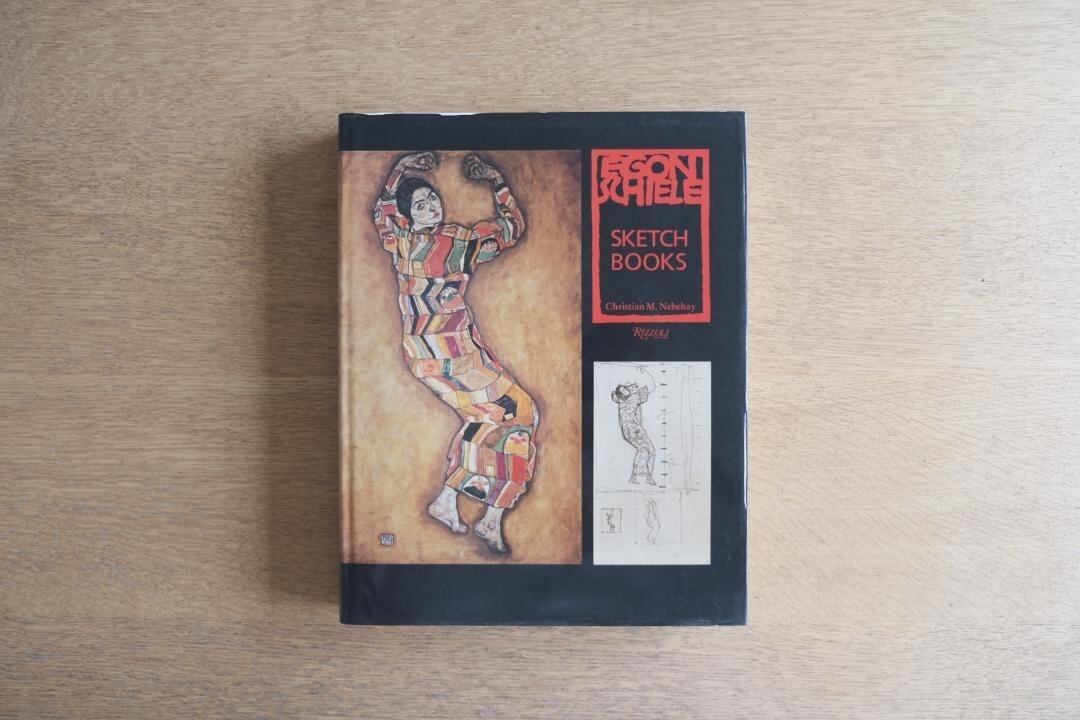 EGON
SCHIELE
SKETCH
BOOKS
Christian M. Nebehay
RIZZOLI